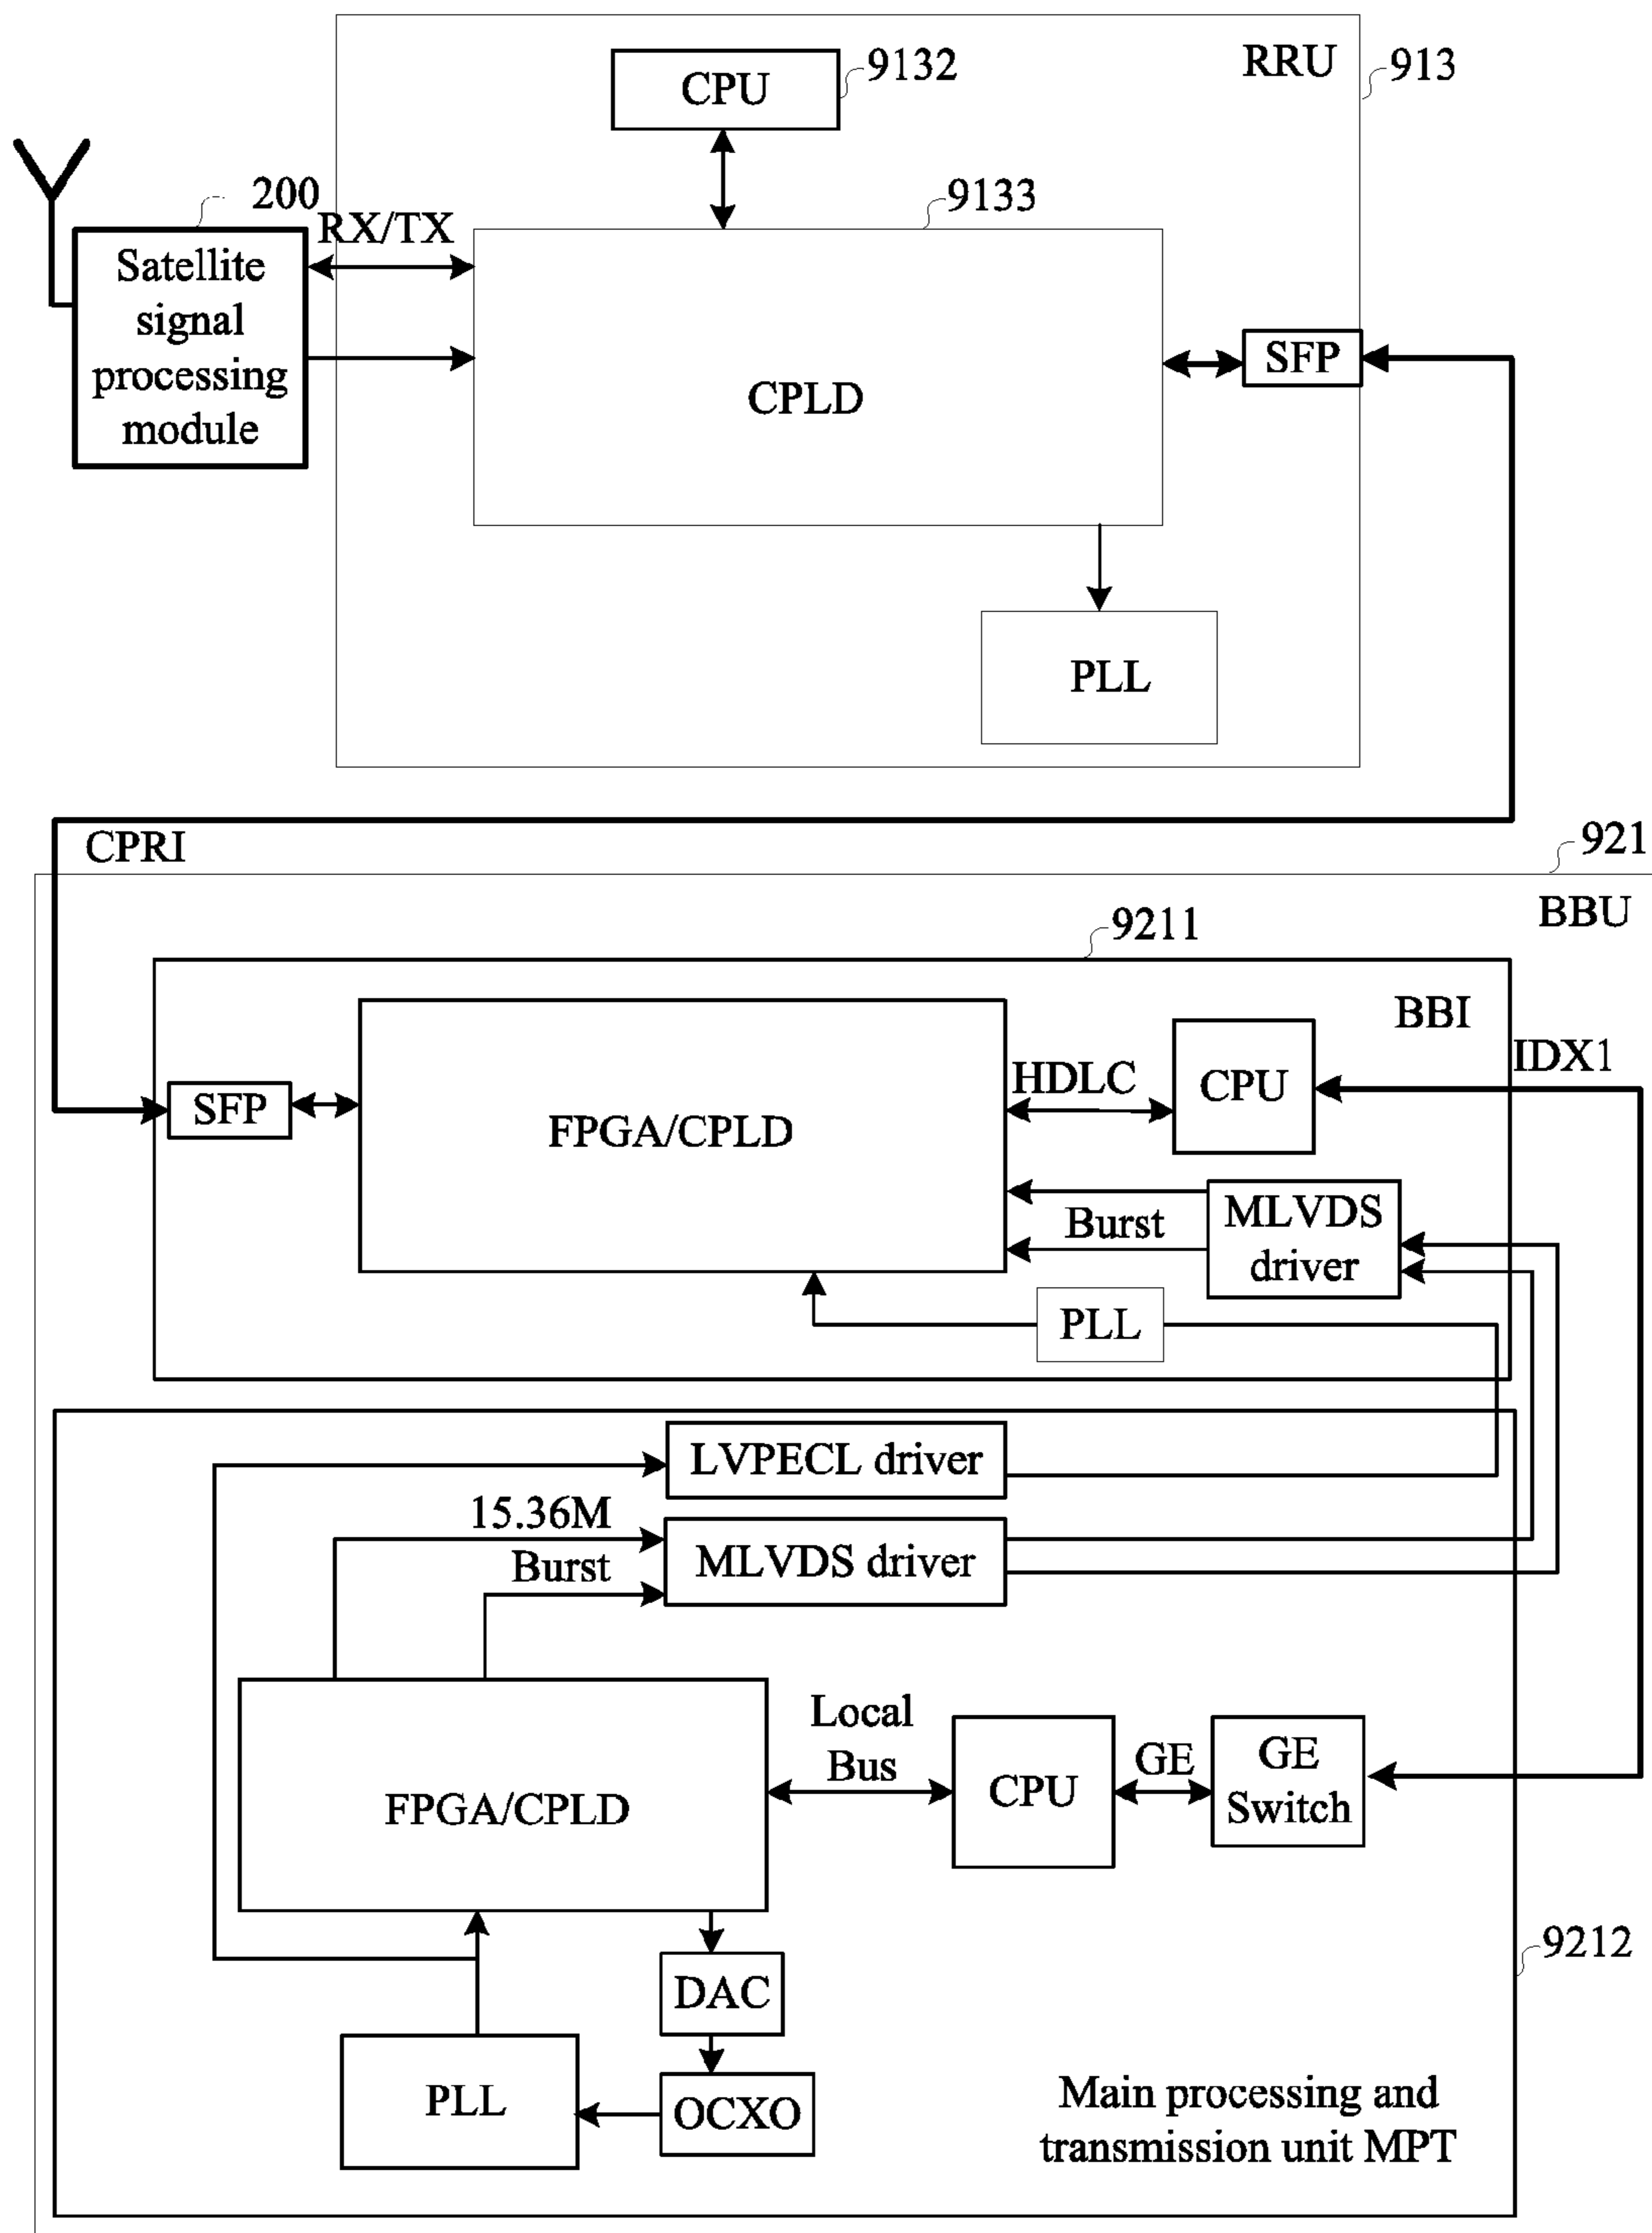 RRU
913
CPU
9132
200
RX/TX
9133
Satellite
signal
processing
module
CPLD
SFP
PLL
CPRI
921
BBU
9211
BBI
IDX1
SFP
FPGA/CPLD
HDLC
CPU
Burst
MLVDS
driver
PLL
LVPECL driver
15.36M
Burst
MLVDS driver
FPGA/CPLD
Local
Bus
CPU
GE
GE
Switch
9212
DAC
PLL
OCXO
Main processing and
transmission unit MPT